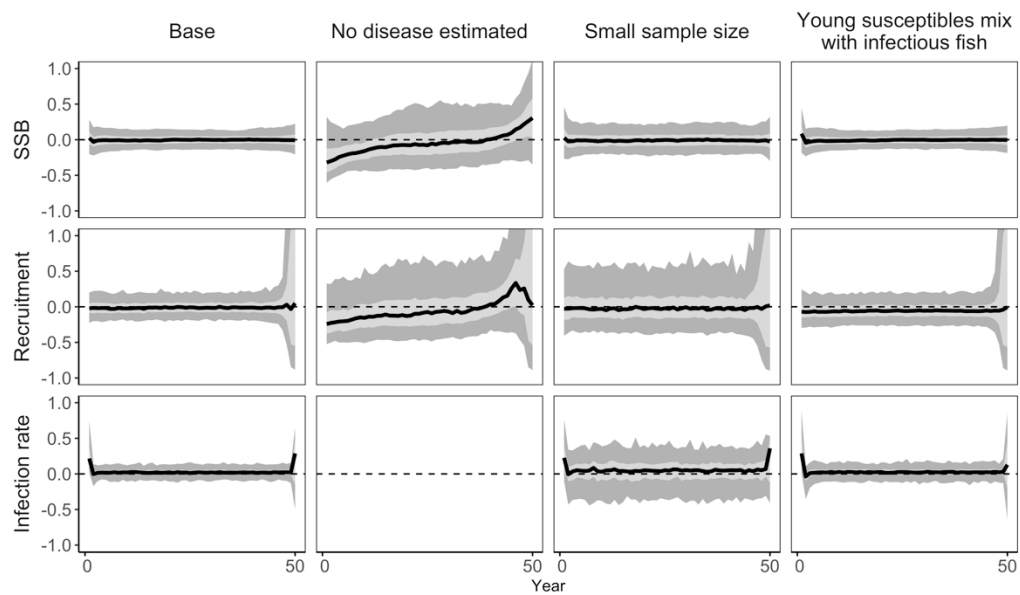 Base
No disease estimated
Small sample size
Young susceptibles mix
with infectious fish
SSB
1.0
0.5
0.0
-0.5
-1.0
Recruitment
1.0
0.5
0.0
-0.5
-1.0
Infection rate
1.0
0.5
0.0
-0.5
-1.0
0 50 0 50 0 50 0 50
Year